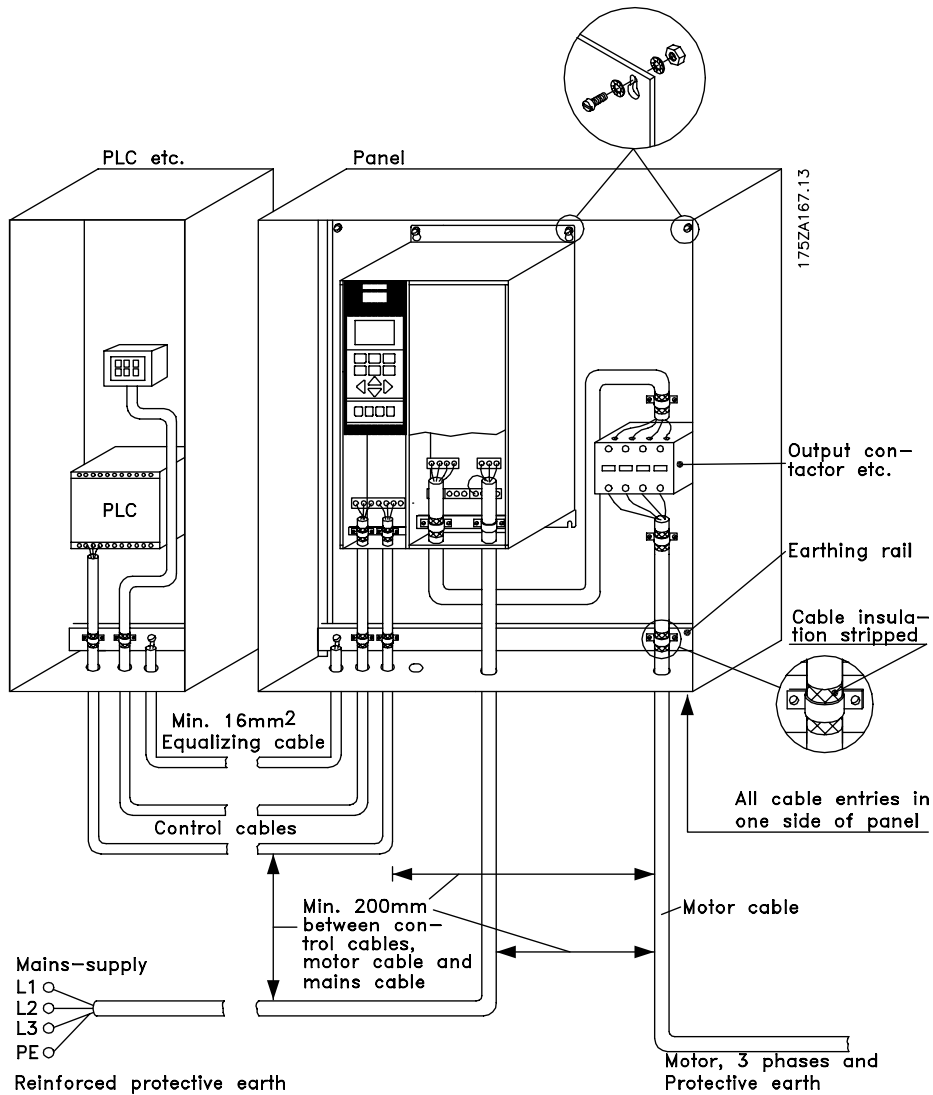 PLC etc.
Panel
175ZA167.13
PLC
Output con-
tactor etc.
Earthing rail
Cable insula-
tion stripped
Min. 16mm2
Equalizing cable
Control cables
All cable entries in
one side of panel
Min. 200mm
between con-
trol cables,
motor cable and
mains cable
Motor cable
Mains-supply
L1
L2
L3
PE
Reinforced protective earth
Motor, 3 phases and
Protective earth